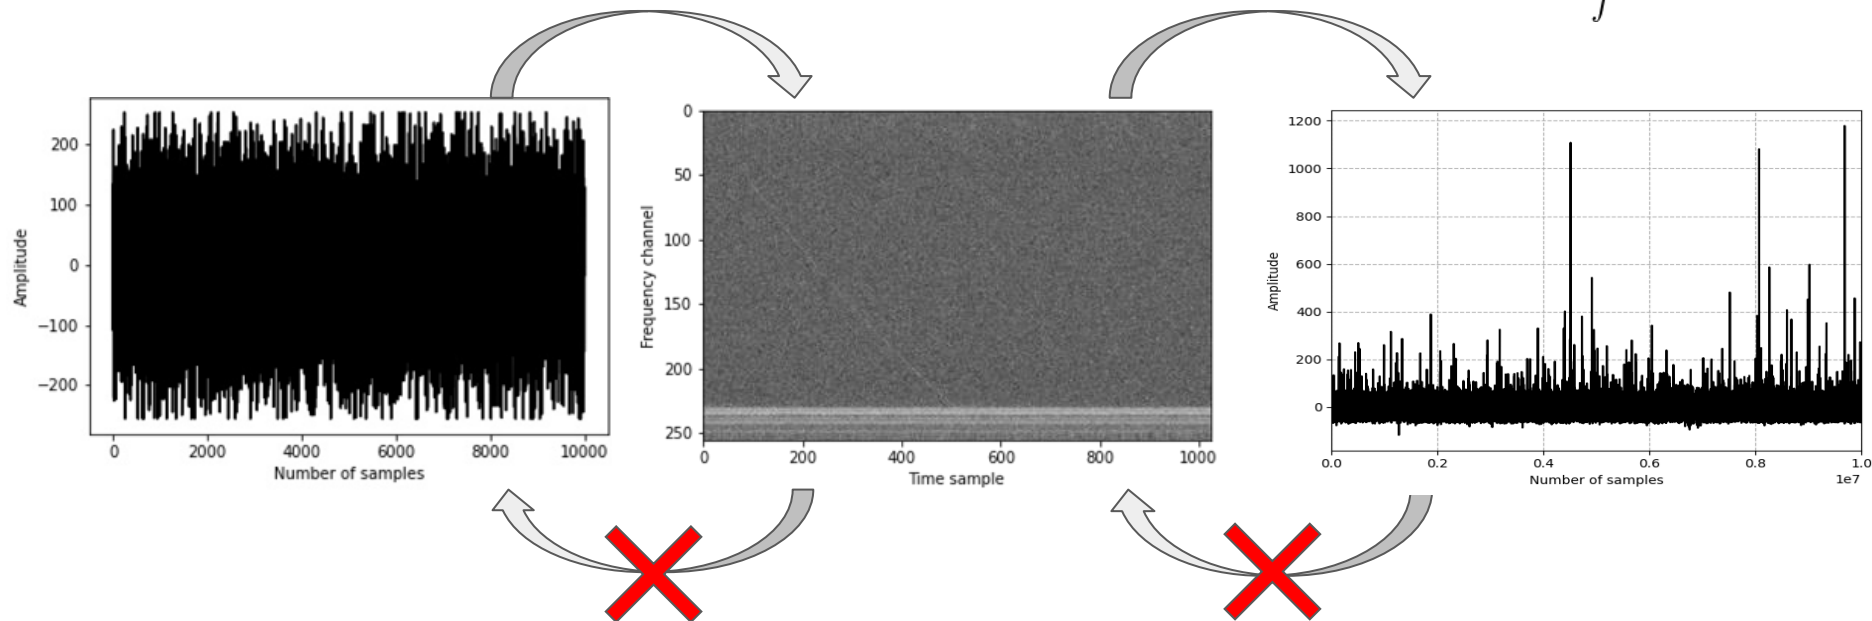 f
Amplitude
200
100
0
−100
−200
0 2000 4000 6000 8000 10000
Number of samples
Frequency channel
0
50
100
150
200
250
0 200 400 600 800 1000
Time sample
Amplitude
1200
1000
800
600
400
200
0
0.0 0.2 0.4 0.6 0.8 1.0
1e7
Number of samples